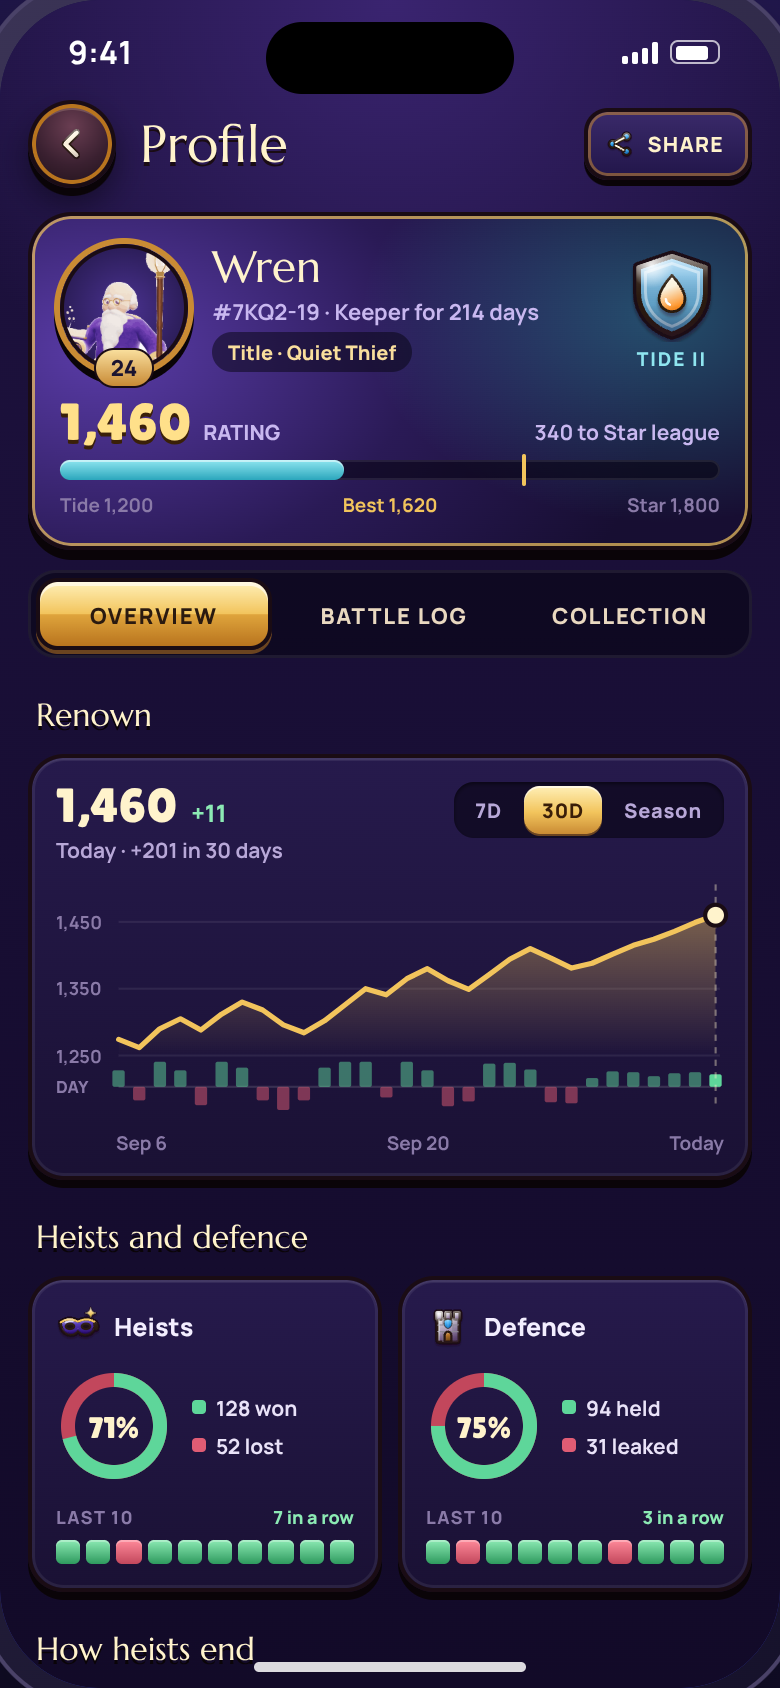 9:41
Profile
SHARE
Wren
#7KQ2-19 · Keeper for 214 days
Title · Quiet Thief
24
TIDE II
1,460 RATING
340 to Star league
Tide 1,200
Best 1,620
Star 1,800
OVERVIEW
BATTLE LOG
COLLECTION
Renown
1,460 +11
7D
30D
Season
Today · +201 in 30 days
1,450
1,350
1,250
DAY
Sep 6
Sep 20
Today
Heists and defence
Heists
71%
128 won
52 lost
LAST 10
7 in a row
Defence
75%
94 held
31 leaked
LAST 10
3 in a row
How heists end